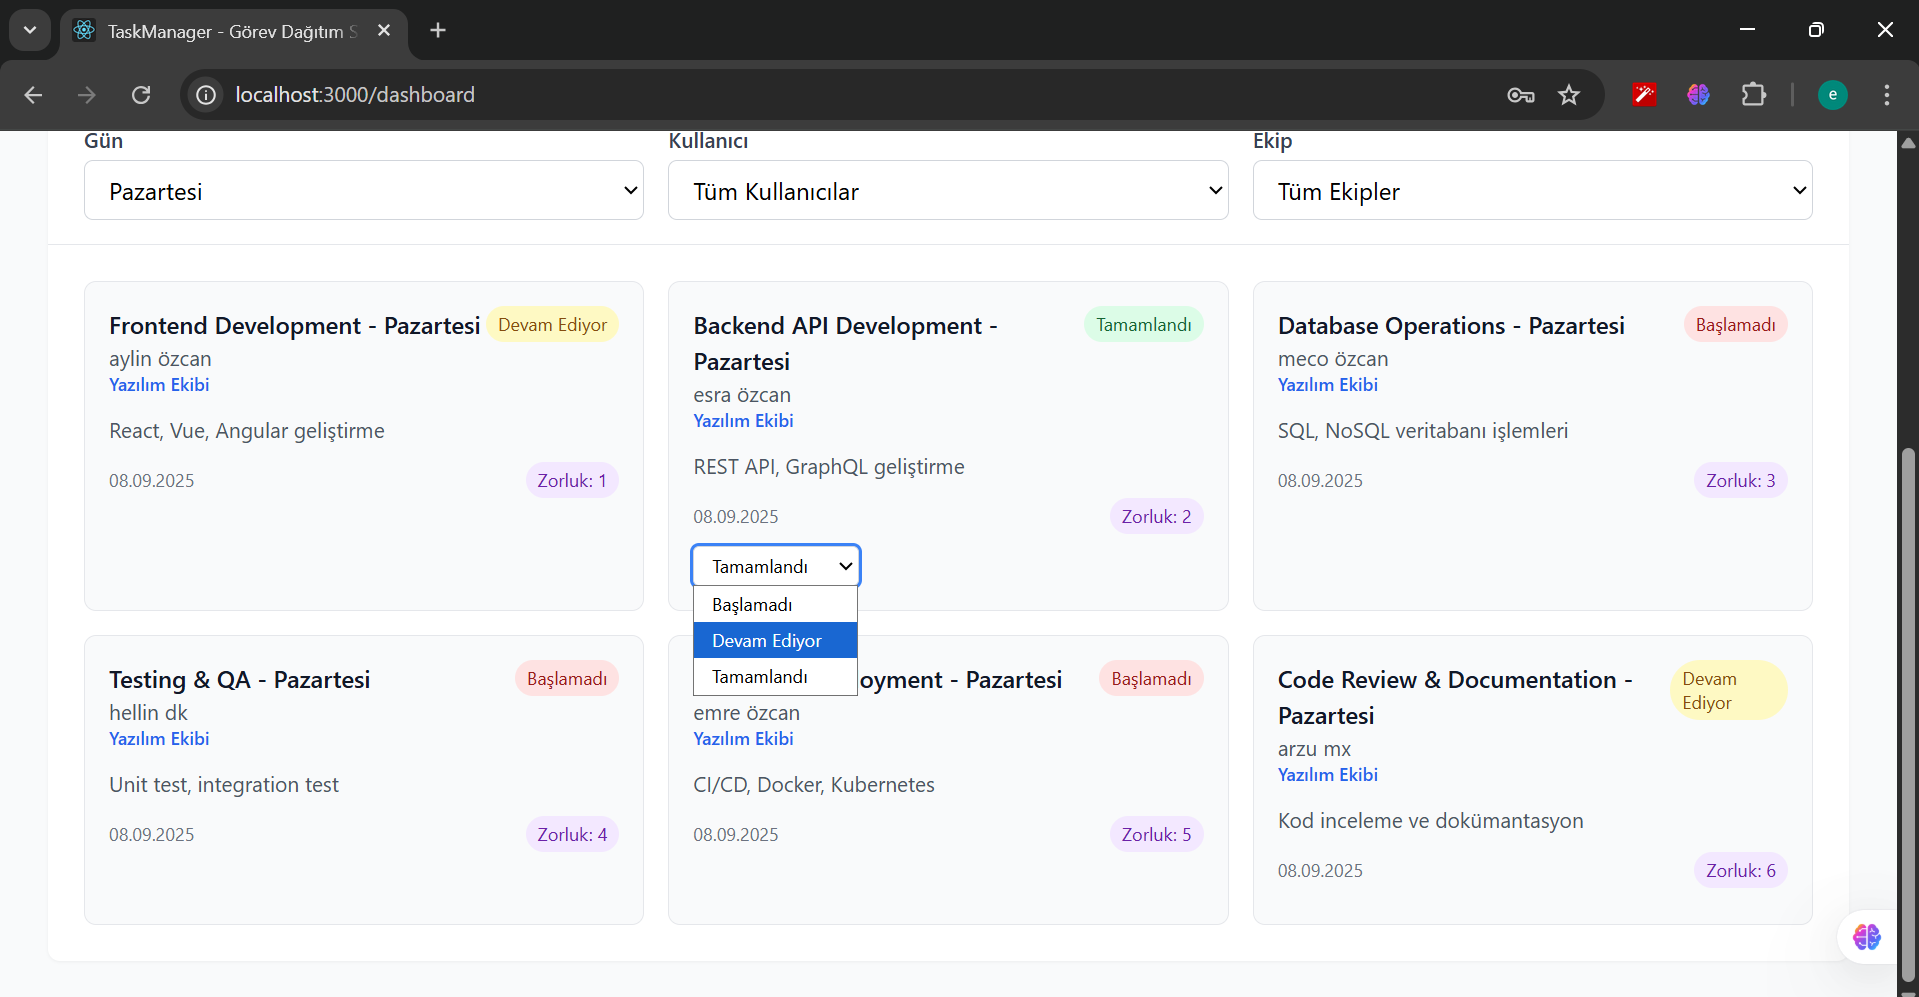 TaskManager - Görev Dağıtım S
localhost:3000/dashboard
e
Gün
Kullanıcı
Ekip
Pazartesi
Tüm Kullanıcılar
Tüm Ekipler
Frontend Development - Pazartesi
Devam Ediyor
aylin özcan
Yazılım Ekibi
React, Vue, Angular geliştirme
08.09.2025
Zorluk: 1
Backend API Development -
Pazartesi
Tamamlandı
esra özcan
Yazılım Ekibi
REST API, GraphQL geliştirme
08.09.2025
Zorluk: 2
Tamamlandı
Başlamadı
Devam Ediyor
Tamamlandı
Database Operations - Pazartesi
Başlamadı
meco özcan
Yazılım Ekibi
SQL, NoSQL veritabanı işlemleri
08.09.2025
Zorluk: 3
Testing & QA - Pazartesi
Başlamadı
hellin dk
Yazılım Ekibi
Unit test, integration test
08.09.2025
Zorluk: 4
oyment - Pazartesi
Başlamadı
emre özcan
Yazılım Ekibi
CI/CD, Docker, Kubernetes
08.09.2025
Zorluk: 5
Code Review & Documentation -
Pazartesi
Devam
Ediyor
arzu mx
Yazılım Ekibi
Kod inceleme ve dokümantasyon
08.09.2025
Zorluk: 6